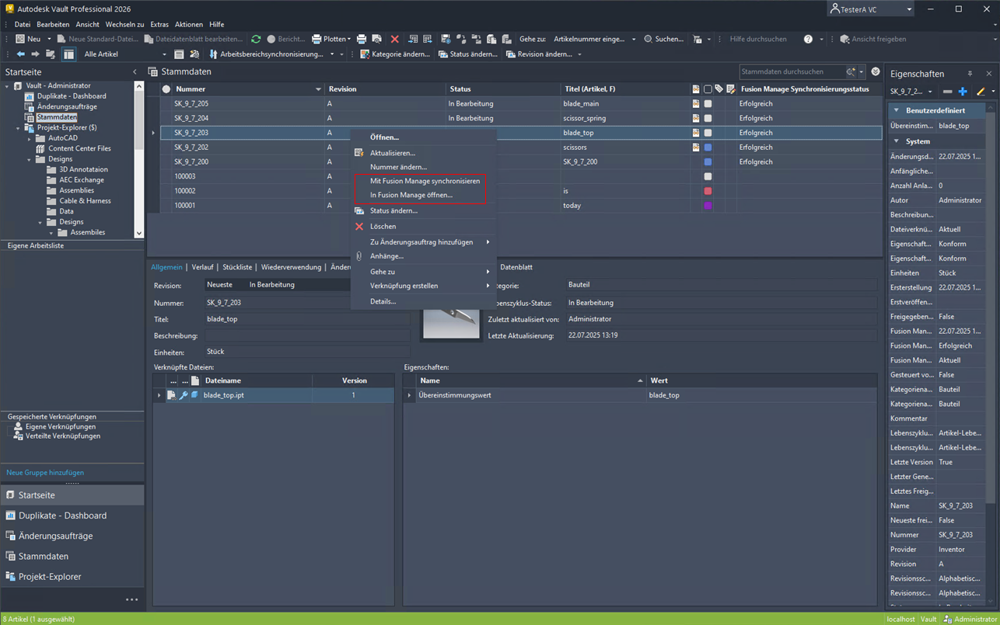 Autodesk Vault Professional 2026
TesterA VC
Datei Bearbeiten Ansicht Wechseln zu Extras Aktionen Hilfe
Neu Neue Standard-Datei... Dateidatenblatt bearbeiten... Bericht... Plotten Gehe zu: Artikelnummer einge... Suchen... Hilfe durchsuchen Ansicht freigeben
Alle Artikel Arbeitsbereichsynchronisierung... Kategorie ändern... Status ändern... Revision ändern...
Startseite
Vault - Administrator
Duplikate - Dashboard
Änderungsaufträge
Stammdaten
Projekt-Explorer ($)
AutoCAD
Content Center Files
Designs
3D Annotataion
AEC Exchange
Assemblies
Cable & Harness
Data
Designs
Assembiles
Eigene Arbeitsliste
Gespeicherte Verknüpfungen
Eigene Verknüpfungen
Verteilte Verknüpfungen
Neue Gruppe hinzufügen
Startseite
Duplikate - Dashboard
Änderungsaufträge
Stammdaten
Projekt-Explorer
Stammdaten
Stammdaten durchsuchen
Nummer Revision Status Titel (Artikel, F) Fusion Manage Synchronisierungsstatus
SK_9_7_205 A In Bearbeitung blade_main Erfolgreich
SK_9_7_204 A In Bearbeitung scissor_spring Erfolgreich
SK_9_7_203 A blade_top Erfolgreich
SK_9_7_202 A scissors Erfolgreich
SK_9_7_200 A SK_9_7_200 Erfolgreich
100003 A
100002 A is
100001 A today
Öffnen...
Aktualisieren...
Nummer ändern...
Mit Fusion Manage synchronisieren
In Fusion Manage öffnen...
Status ändern...
Löschen
Zu Änderungsauftrag hinzufügen
Anhänge...
Gehe zu
Verknüpfung erstellen
Details...
Allgemein Verlauf Stückliste Wiederverwendung Änder Datenblatt
Revision: Neueste In Bearbeitung tegorie: Bauteil
Nummer: SK_9_7_203 benszyklus-Status: In Bearbeitung
Titel: blade_top Zuletzt aktualisiert von: Administrator
Beschreibung: Letzte Aktualisierung: 22.07.2025 13:19
Einheiten: Stück
Verknüpfte Dateien: Eigenschaften:
... ... Dateiname Version Name Wert
blade_top.ipt 1 Übereinstimmungswert blade_top
Eigenschaften
SK_9_7_2...
Benutzerdefiniert
Übereinstim... blade_top
System
Änderungsd... 22.07.2025 1...
Anfängliche...
Anzahl Anla... 0
Autor Administrator
Beschreibun...
Dateiverknü... Aktuell
Eigenschaft... Konform
Eigenschaft... Konform
Einheiten Stück
Ersterstellung 22.07.2025 1...
Erstveröffen...
Freigegeben... False
Fusion Man... 22.07.2025 1...
Fusion Man... Erfolgreich
Fusion Man... Aktuell
Gesteuert vo... False
Kategoriena... Bauteil
Kategoriena... Bauteil
Kommentar
Lebenszyklu... Artikel-Lebe...
Lebenszyklu... Artikel-Lebe...
Letzte Version True
Letzter Gene...
Letztes Freig...
Name SK_9_7_203
Neueste frei... False
Nummer SK_9_7_203
Provider Inventor
Revision A
Revisionssc... Alphabetisc...
Revisionssc... Alphabetisc...
8 Artikel (1 ausgewählt)
localhost Vault Administrator